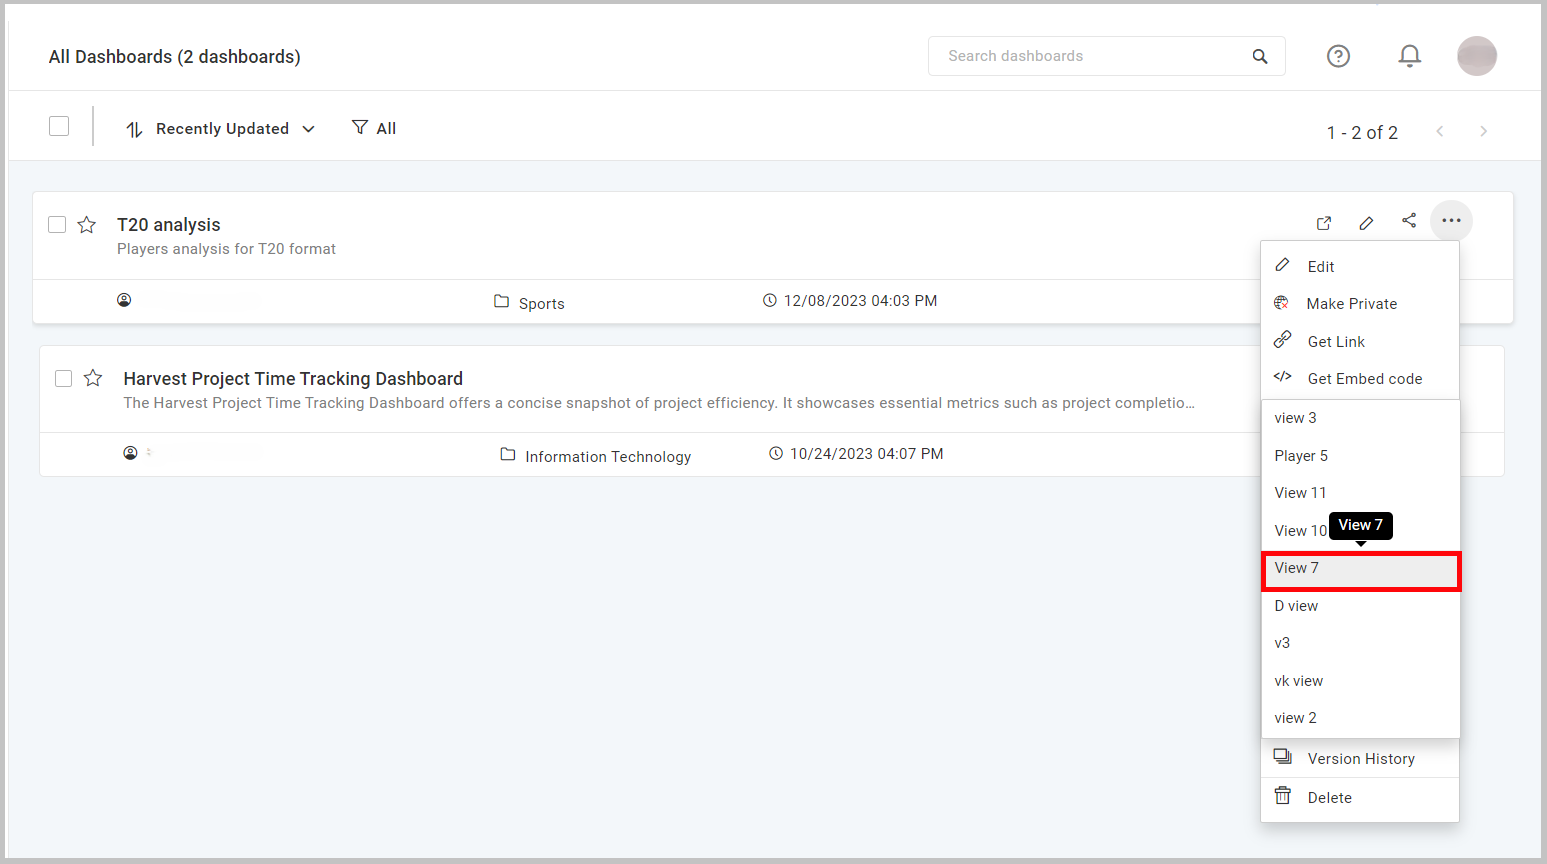 All Dashboards (2 dashboards)
Search dashboards
Recently Updated
All
1 - 2 of 2
T20 analysis
Players analysis for T20 format
Sports
12/08/2023 04:03 PM
Harvest Project Time Tracking Dashboard
The Harvest Project Time Tracking Dashboard offers a concise snapshot of project efficiency. It showcases essential metrics such as project completio...
Information Technology
10/24/2023 04:07 PM
Edit
Make Private
Get Link
Get Embed code
view 3
Player 5
View 11
View 10
View 7
View 7
D view
v3
vk view
view 2
Version History
Delete